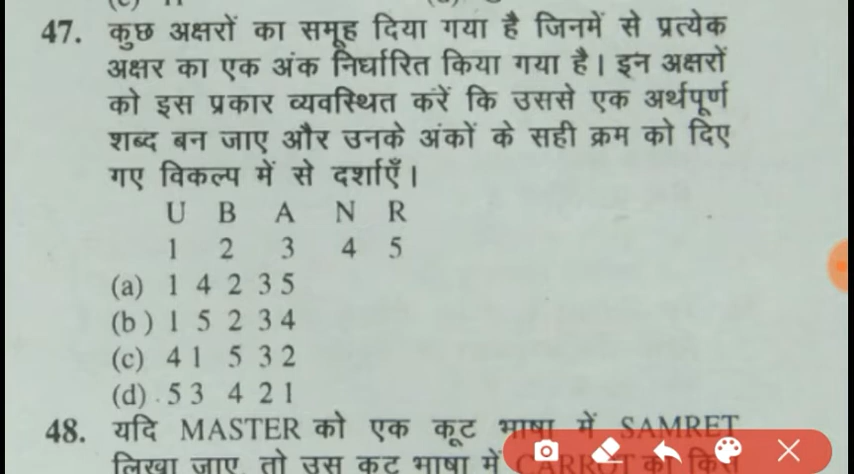 47. कुछ अक्षरों का समूह दिया गया है जिनमें से प्रत्येक
अक्षर का एक अंक निर्घारित किया गया है। इन अक्षरों
को इस प्रकार व्यवस्थित करें कि उससे एक अर्थपूर्ण
शब्द बन जाए और उनके अंकों के सही क्रम को दिए
गए विकल्प में से दर्शाएँ।
U B A N R
1 2 3 4 5
(a) 1 4 2 3 5
(b) 1 5 2 3 4
(c) 4 1 5 3 2
(d) 5 3 4 2 1
48. यदि MASTER को एक कूट भाषा में SAMRET
लिखा जाए, तो उस कूट भाषा में CARROT को